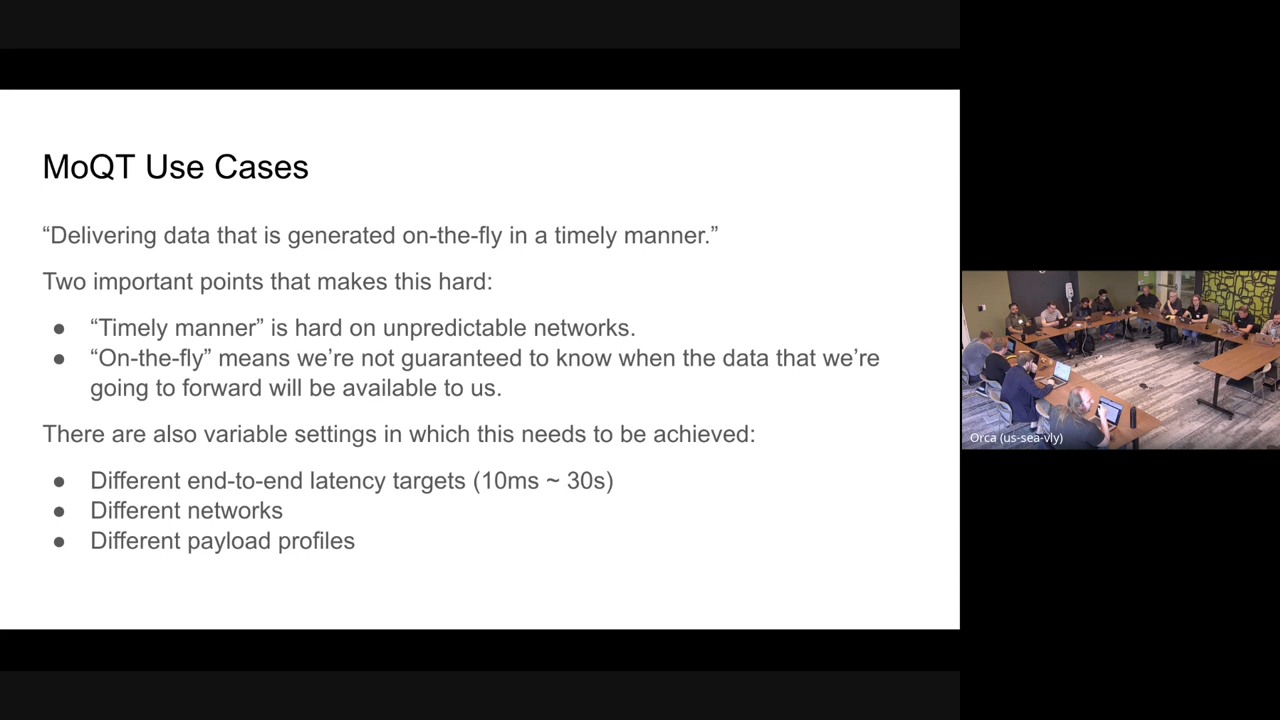 MoQT Use Cases
“Delivering data that is generated on-the-fly in a timely manner.”
Two important points that makes this hard:
● “Timely manner” is hard on unpredictable networks.
● “On-the-fly” means we’re not guaranteed to know when the data that we’re
going to forward will be available to us.
There are also variable settings in which this needs to be achieved:
● Different end-to-end latency targets (10ms ~ 30s)
● Different networks
● Different payload profiles
Orca (us-sea-vly)